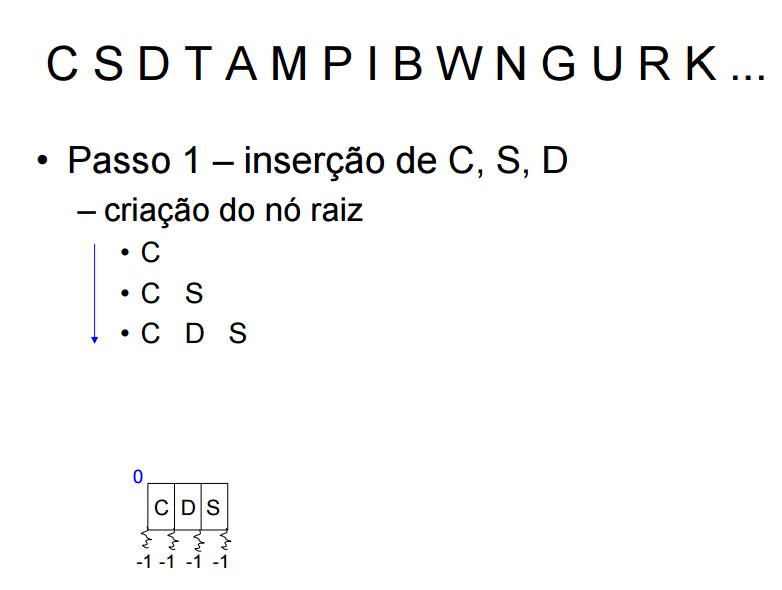 C S D T A M P I B W N G U R K ...
• Passo 1 – inserção de C, S, D
– criação do nó raiz
• C
• C S
• C D S
0
C D S
-1 -1 -1 -1